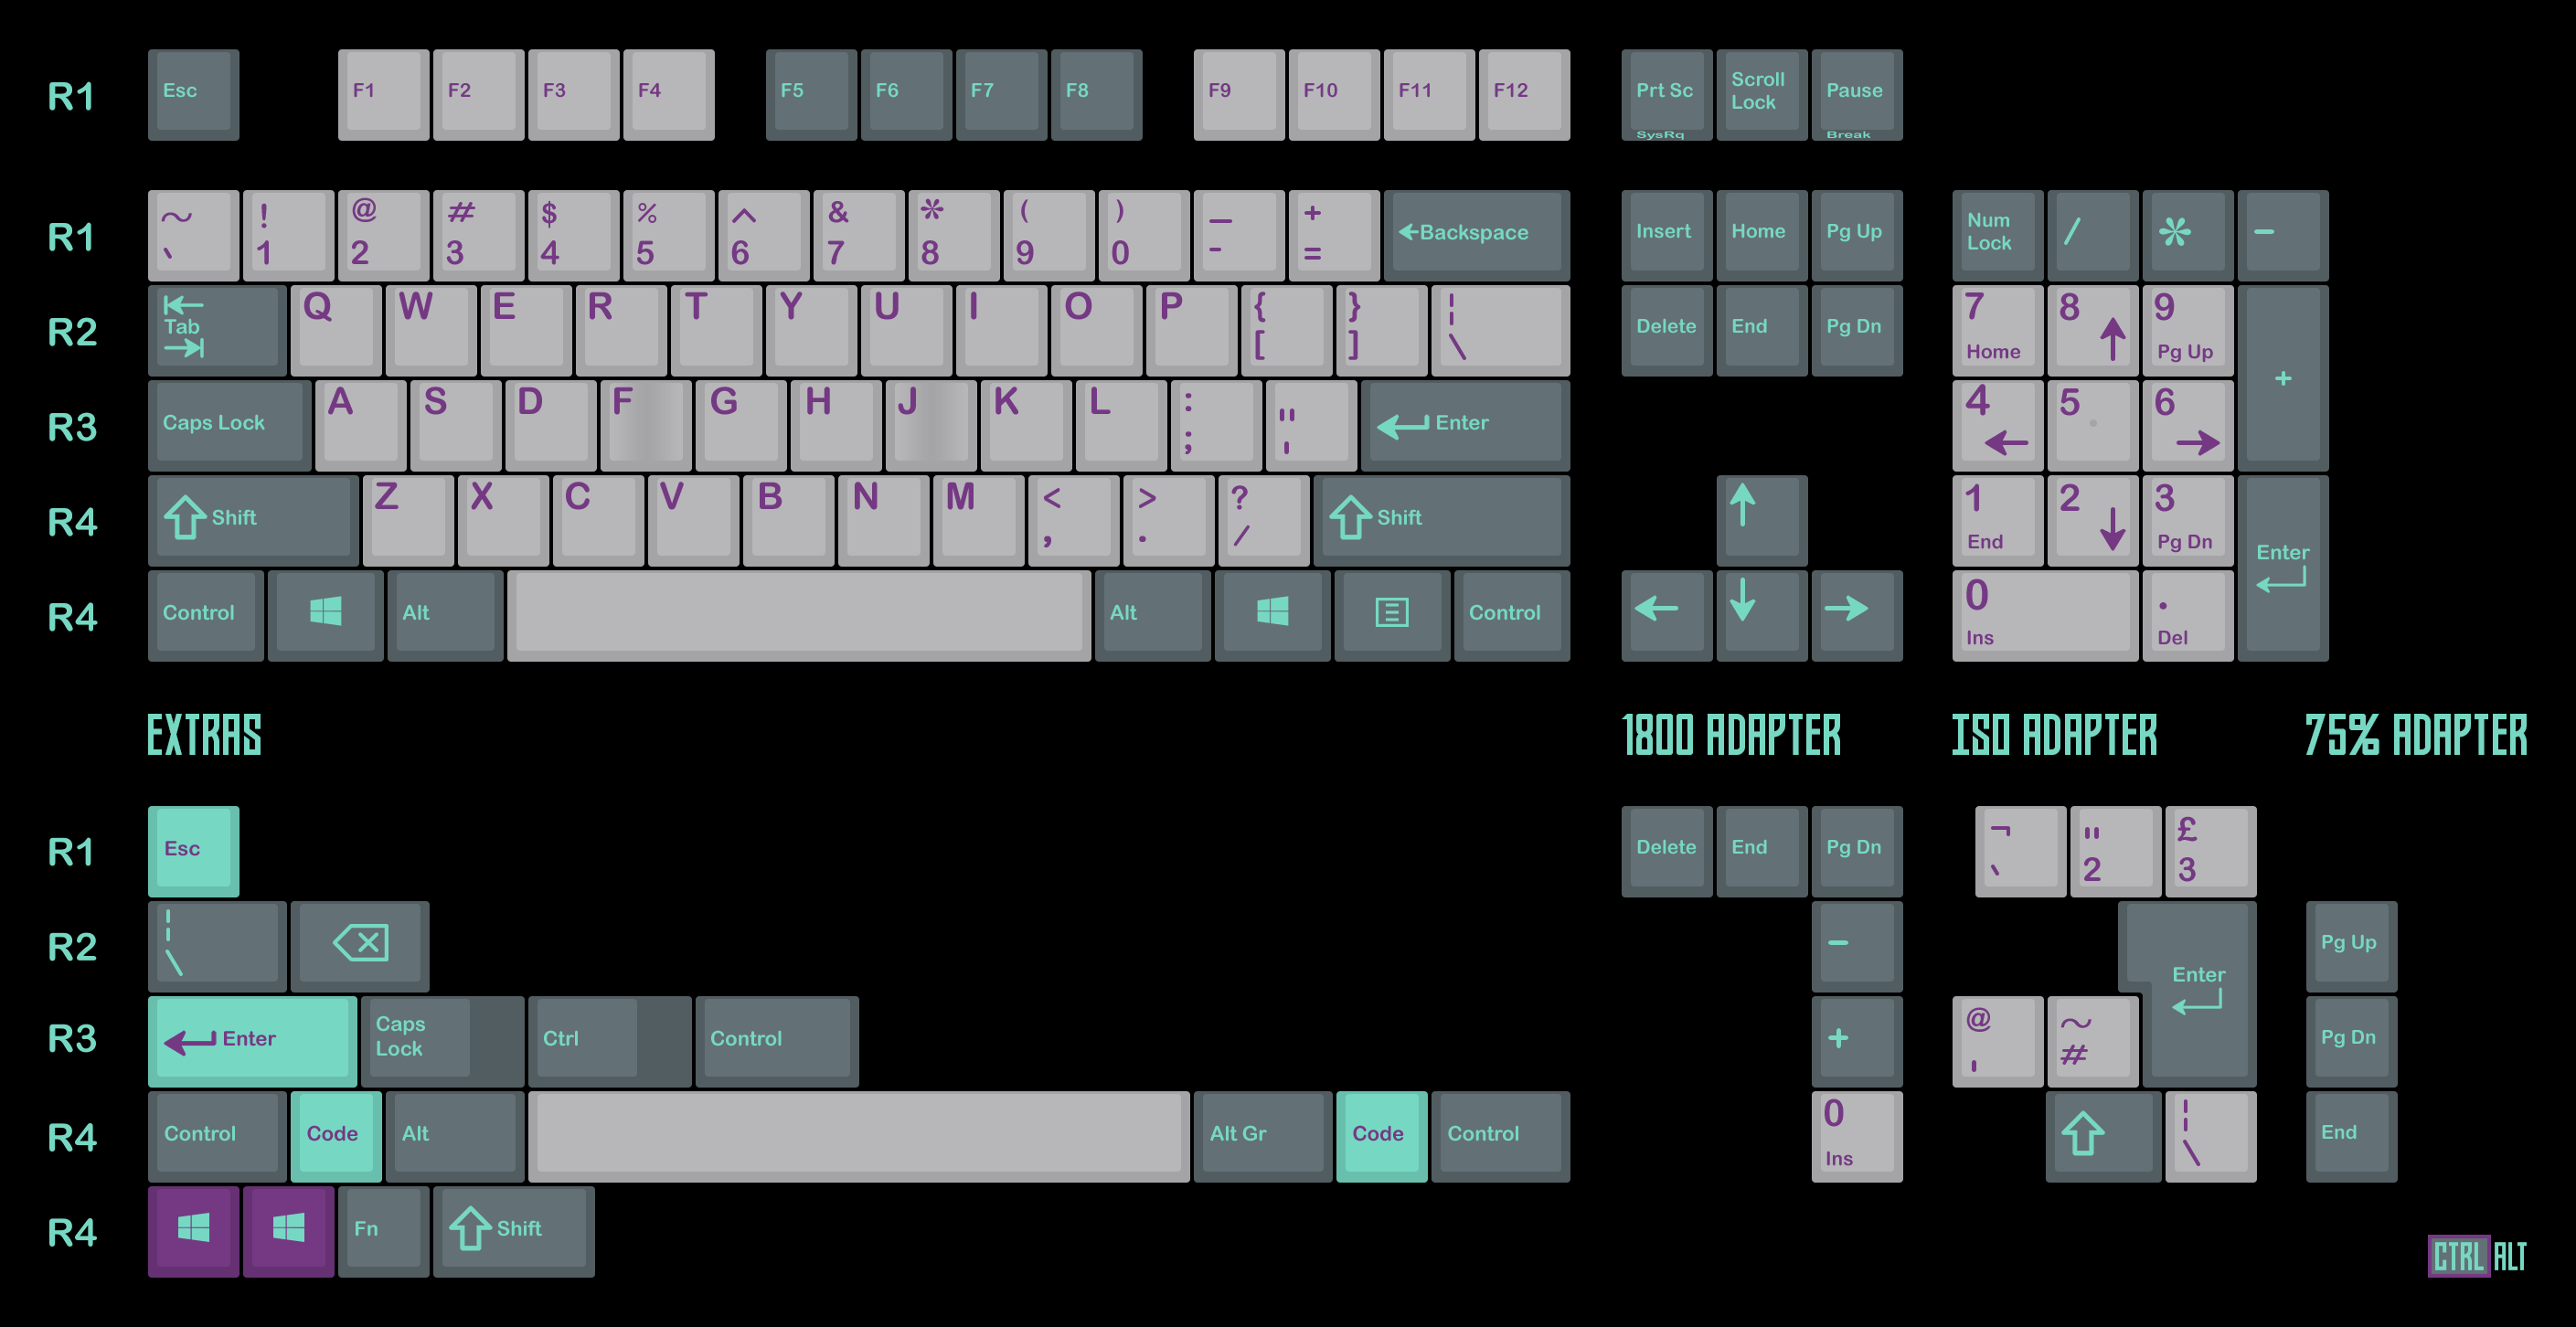 R1 Esc F1 F2 F3 F4 F5 F6 F7 F8 F9 F10 F11 F12 Prt Sc Scroll Lock Pause
SysRq Break
~ ! @ # $ % ^ & * ( ) _ +
R1 ` 1 2 3 4 5 6 7 8 9 0 - = ←Backspace Insert Home Pg Up Num Lock / * -
R2 Tab Q W E R T Y U I O P { [ } ] ¦ \ Delete End Pg Dn 7 Home 8 ↑ 9 Pg Up +
R3 Caps Lock A S D F G H J K L : ; " ' Enter 4 ← 5 6 →
R4 Shift Z X C V B N M < , > . ? / Shift ↑ 1 End 2 ↓ 3 Pg Dn Enter
R4 Control Alt Alt Control ← ↓ → 0 Ins . Del
EXTRAS 1800 ADAPTER ISO ADAPTER 75% ADAPTER
R1 Esc Delete End Pg Dn ¬ ` " 2 £ 3
R2 ¦ \ - Enter Pg Up
R3 Enter Caps Lock Ctrl Control + @ ' ~ # Pg Dn
R4 Control Code Alt Alt Gr Code Control 0 Ins ¦ \ End
R4 Fn Shift
CTRL ALT